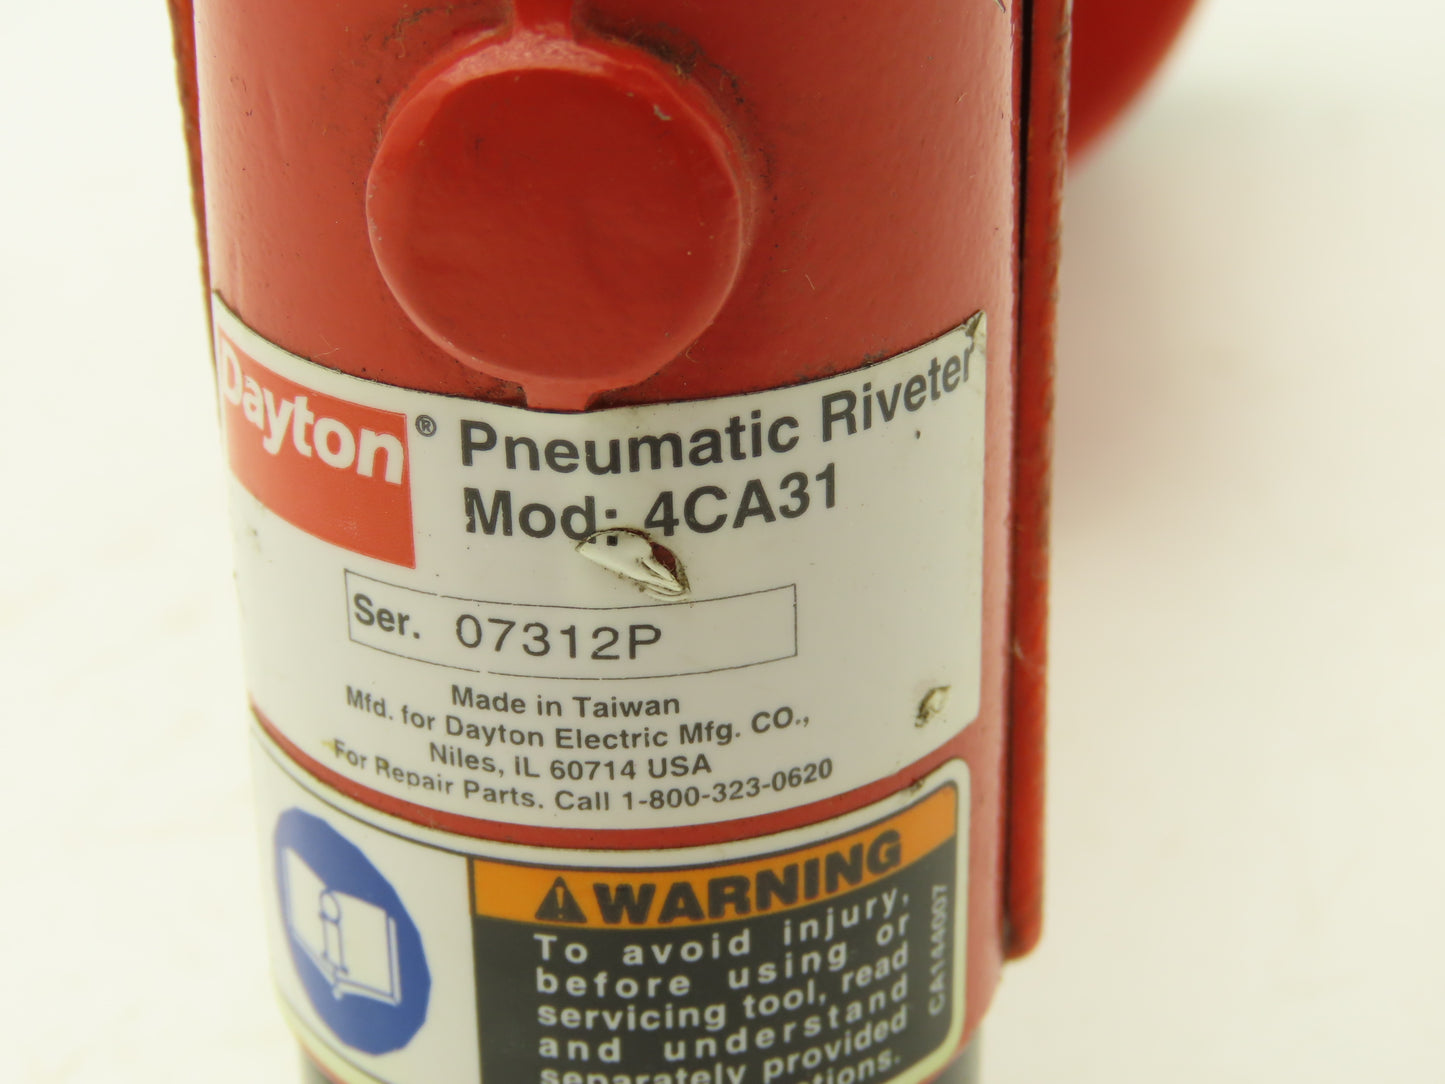 Dayton® Pneumatic Riveter
Mod: 4CA31
Ser. 07312P
Made in Taiwan
Mfd. for Dayton Electric Mfg. CO.,
Niles, IL 60714 USA
For Repair Parts. Call 1-800-323-0620
WARNING
To avoid injury,
before using or
servicing tool, read
and understand
separately provided
CA144007